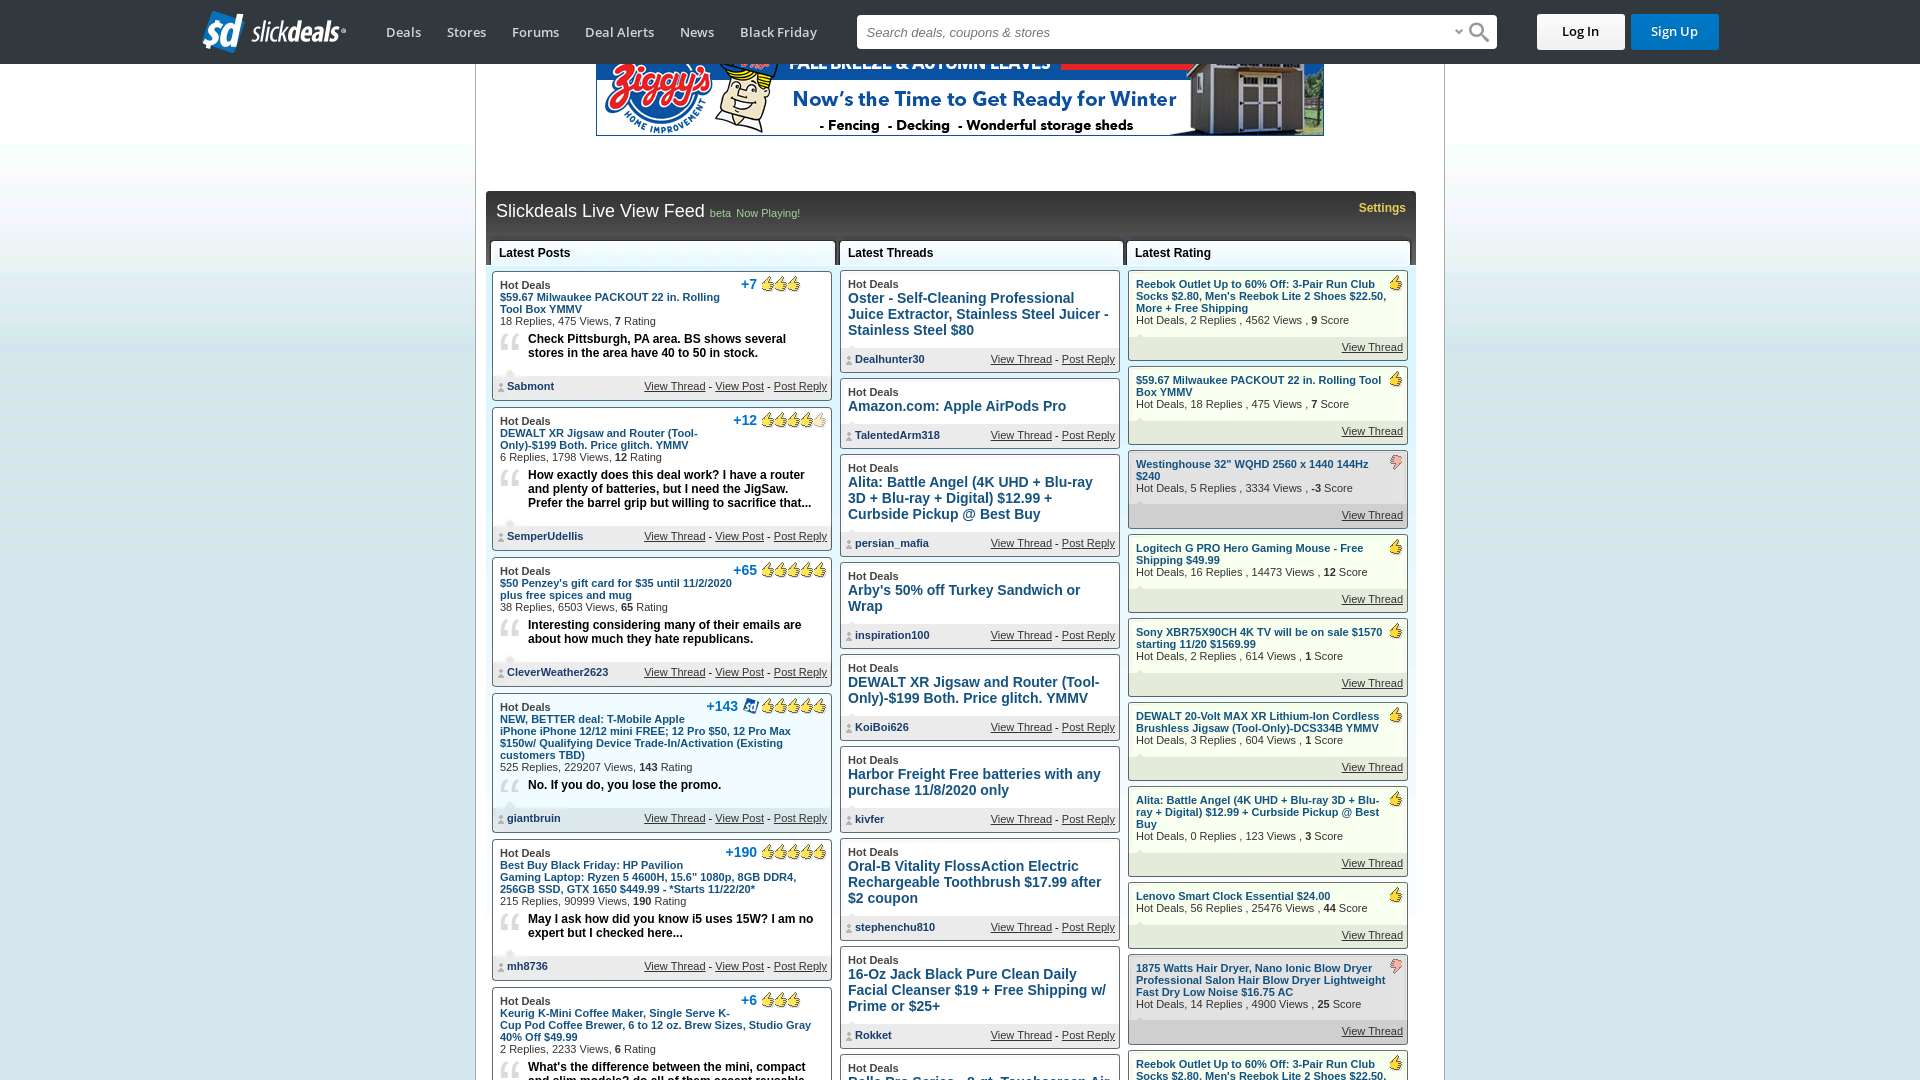 sd slickdeals
Deals
Stores
Forums
Deal Alerts
News
Black Friday
Search deals, coupons & stores
Log In
Sign Up
FALL BREEZE & AUTUMN LEAVES
Ziggy's
HOME IMPROVEMENT
Now's the Time to Get Ready for Winter
- Fencing - Decking - Wonderful storage sheds
Slickdeals Live View Feed beta Now Playing!
Settings
Latest Posts
Hot Deals
+7
$59.67 Milwaukee PACKOUT 22 in. Rolling
Tool Box YMMV
18 Replies, 475 Views, 7 Rating
Check Pittsburgh, PA area. BS shows several
stores in the area have 40 to 50 in stock.
Sabmont
View Thread - View Post - Post Reply
Hot Deals
+12
DEWALT XR Jigsaw and Router (Tool-
Only)-$199 Both. Price glitch. YMMV
6 Replies, 1798 Views, 12 Rating
How exactly does this deal work? I have a router
and plenty of batteries, but I need the JigSaw.
Prefer the barrel grip but willing to sacrifice that...
SemperUdellis
View Thread - View Post - Post Reply
Hot Deals
+65
$50 Penzey's gift card for $35 until 11/2/2020
plus free spices and mug
38 Replies, 6503 Views, 65 Rating
Interesting considering many of their emails are
about how much they hate republicans.
CleverWeather2623
View Thread - View Post - Post Reply
Hot Deals
+143
NEW, BETTER deal: T-Mobile Apple
iPhone iPhone 12/12 mini FREE; 12 Pro $50, 12 Pro Max
$150w/ Qualifying Device Trade-In/Activation (Existing
customers TBD)
525 Replies, 229207 Views, 143 Rating
No. If you do, you lose the promo.
giantbruin
View Thread - View Post - Post Reply
Hot Deals
+190
Best Buy Black Friday: HP Pavilion
Gaming Laptop: Ryzen 5 4600H, 15.6" 1080p, 8GB DDR4,
256GB SSD, GTX 1650 $449.99 - *Starts 11/22/20*
215 Replies, 90999 Views, 190 Rating
May I ask how did you know i5 uses 15W? I am no
expert but I checked here...
mh8736
View Thread - View Post - Post Reply
Hot Deals
+6
Keurig K-Mini Coffee Maker, Single Serve K-
Cup Pod Coffee Brewer, 6 to 12 oz. Brew Sizes, Studio Gray
40% Off $49.99
2 Replies, 2233 Views, 6 Rating
What's the difference between the mini, compact
and slim models? do all of them accept reusable
Latest Threads
Hot Deals
Oster - Self-Cleaning Professional
Juice Extractor, Stainless Steel Juicer -
Stainless Steel $80
Dealhunter30
View Thread - Post Reply
Hot Deals
Amazon.com: Apple AirPods Pro
TalentedArm318
View Thread - Post Reply
Hot Deals
Alita: Battle Angel (4K UHD + Blu-ray
3D + Blu-ray + Digital) $12.99 +
Curbside Pickup @ Best Buy
persian_mafia
View Thread - Post Reply
Hot Deals
Arby's 50% off Turkey Sandwich or
Wrap
inspiration100
View Thread - Post Reply
Hot Deals
DEWALT XR Jigsaw and Router (Tool-
Only)-$199 Both. Price glitch. YMMV
KoiBoi626
View Thread - Post Reply
Hot Deals
Harbor Freight Free batteries with any
purchase 11/8/2020 only
kivfer
View Thread - Post Reply
Hot Deals
Oral-B Vitality FlossAction Electric
Rechargeable Toothbrush $17.99 after
$2 coupon
stephenchu810
View Thread - Post Reply
Hot Deals
16-Oz Jack Black Pure Clean Daily
Facial Cleanser $19 + Free Shipping w/
Prime or $25+
Rokket
View Thread - Post Reply
Hot Deals
Bella Pro Series - 8-qt. Touchscreen Air
Latest Rating
Reebok Outlet Up to 60% Off: 3-Pair Run Club
Socks $2.80, Men's Reebok Lite 2 Shoes $22.50,
More + Free Shipping
Hot Deals, 2 Replies , 4562 Views , 9 Score
View Thread
$59.67 Milwaukee PACKOUT 22 in. Rolling Tool
Box YMMV
Hot Deals, 18 Replies , 475 Views , 7 Score
View Thread
Westinghouse 32" WQHD 2560 x 1440 144Hz
$240
Hot Deals, 5 Replies , 3334 Views , -3 Score
View Thread
Logitech G PRO Hero Gaming Mouse - Free
Shipping $49.99
Hot Deals, 16 Replies , 14473 Views , 12 Score
View Thread
Sony XBR75X90CH 4K TV will be on sale $1570
starting 11/20 $1569.99
Hot Deals, 2 Replies , 614 Views , 1 Score
View Thread
DEWALT 20-Volt MAX XR Lithium-Ion Cordless
Brushless Jigsaw (Tool-Only)-DCS334B YMMV
Hot Deals, 3 Replies , 604 Views , 1 Score
View Thread
Alita: Battle Angel (4K UHD + Blu-ray 3D + Blu-
ray + Digital) $12.99 + Curbside Pickup @ Best
Buy
Hot Deals, 0 Replies , 123 Views , 3 Score
View Thread
Lenovo Smart Clock Essential $24.00
Hot Deals, 56 Replies , 25476 Views , 44 Score
View Thread
1875 Watts Hair Dryer, Nano Ionic Blow Dryer
Professional Salon Hair Blow Dryer Lightweight
Fast Dry Low Noise $16.75 AC
Hot Deals, 14 Replies , 4900 Views , 25 Score
View Thread
Reebok Outlet Up to 60% Off: 3-Pair Run Club
Socks $2.80, Men's Reebok Lite 2 Shoes $22.50,